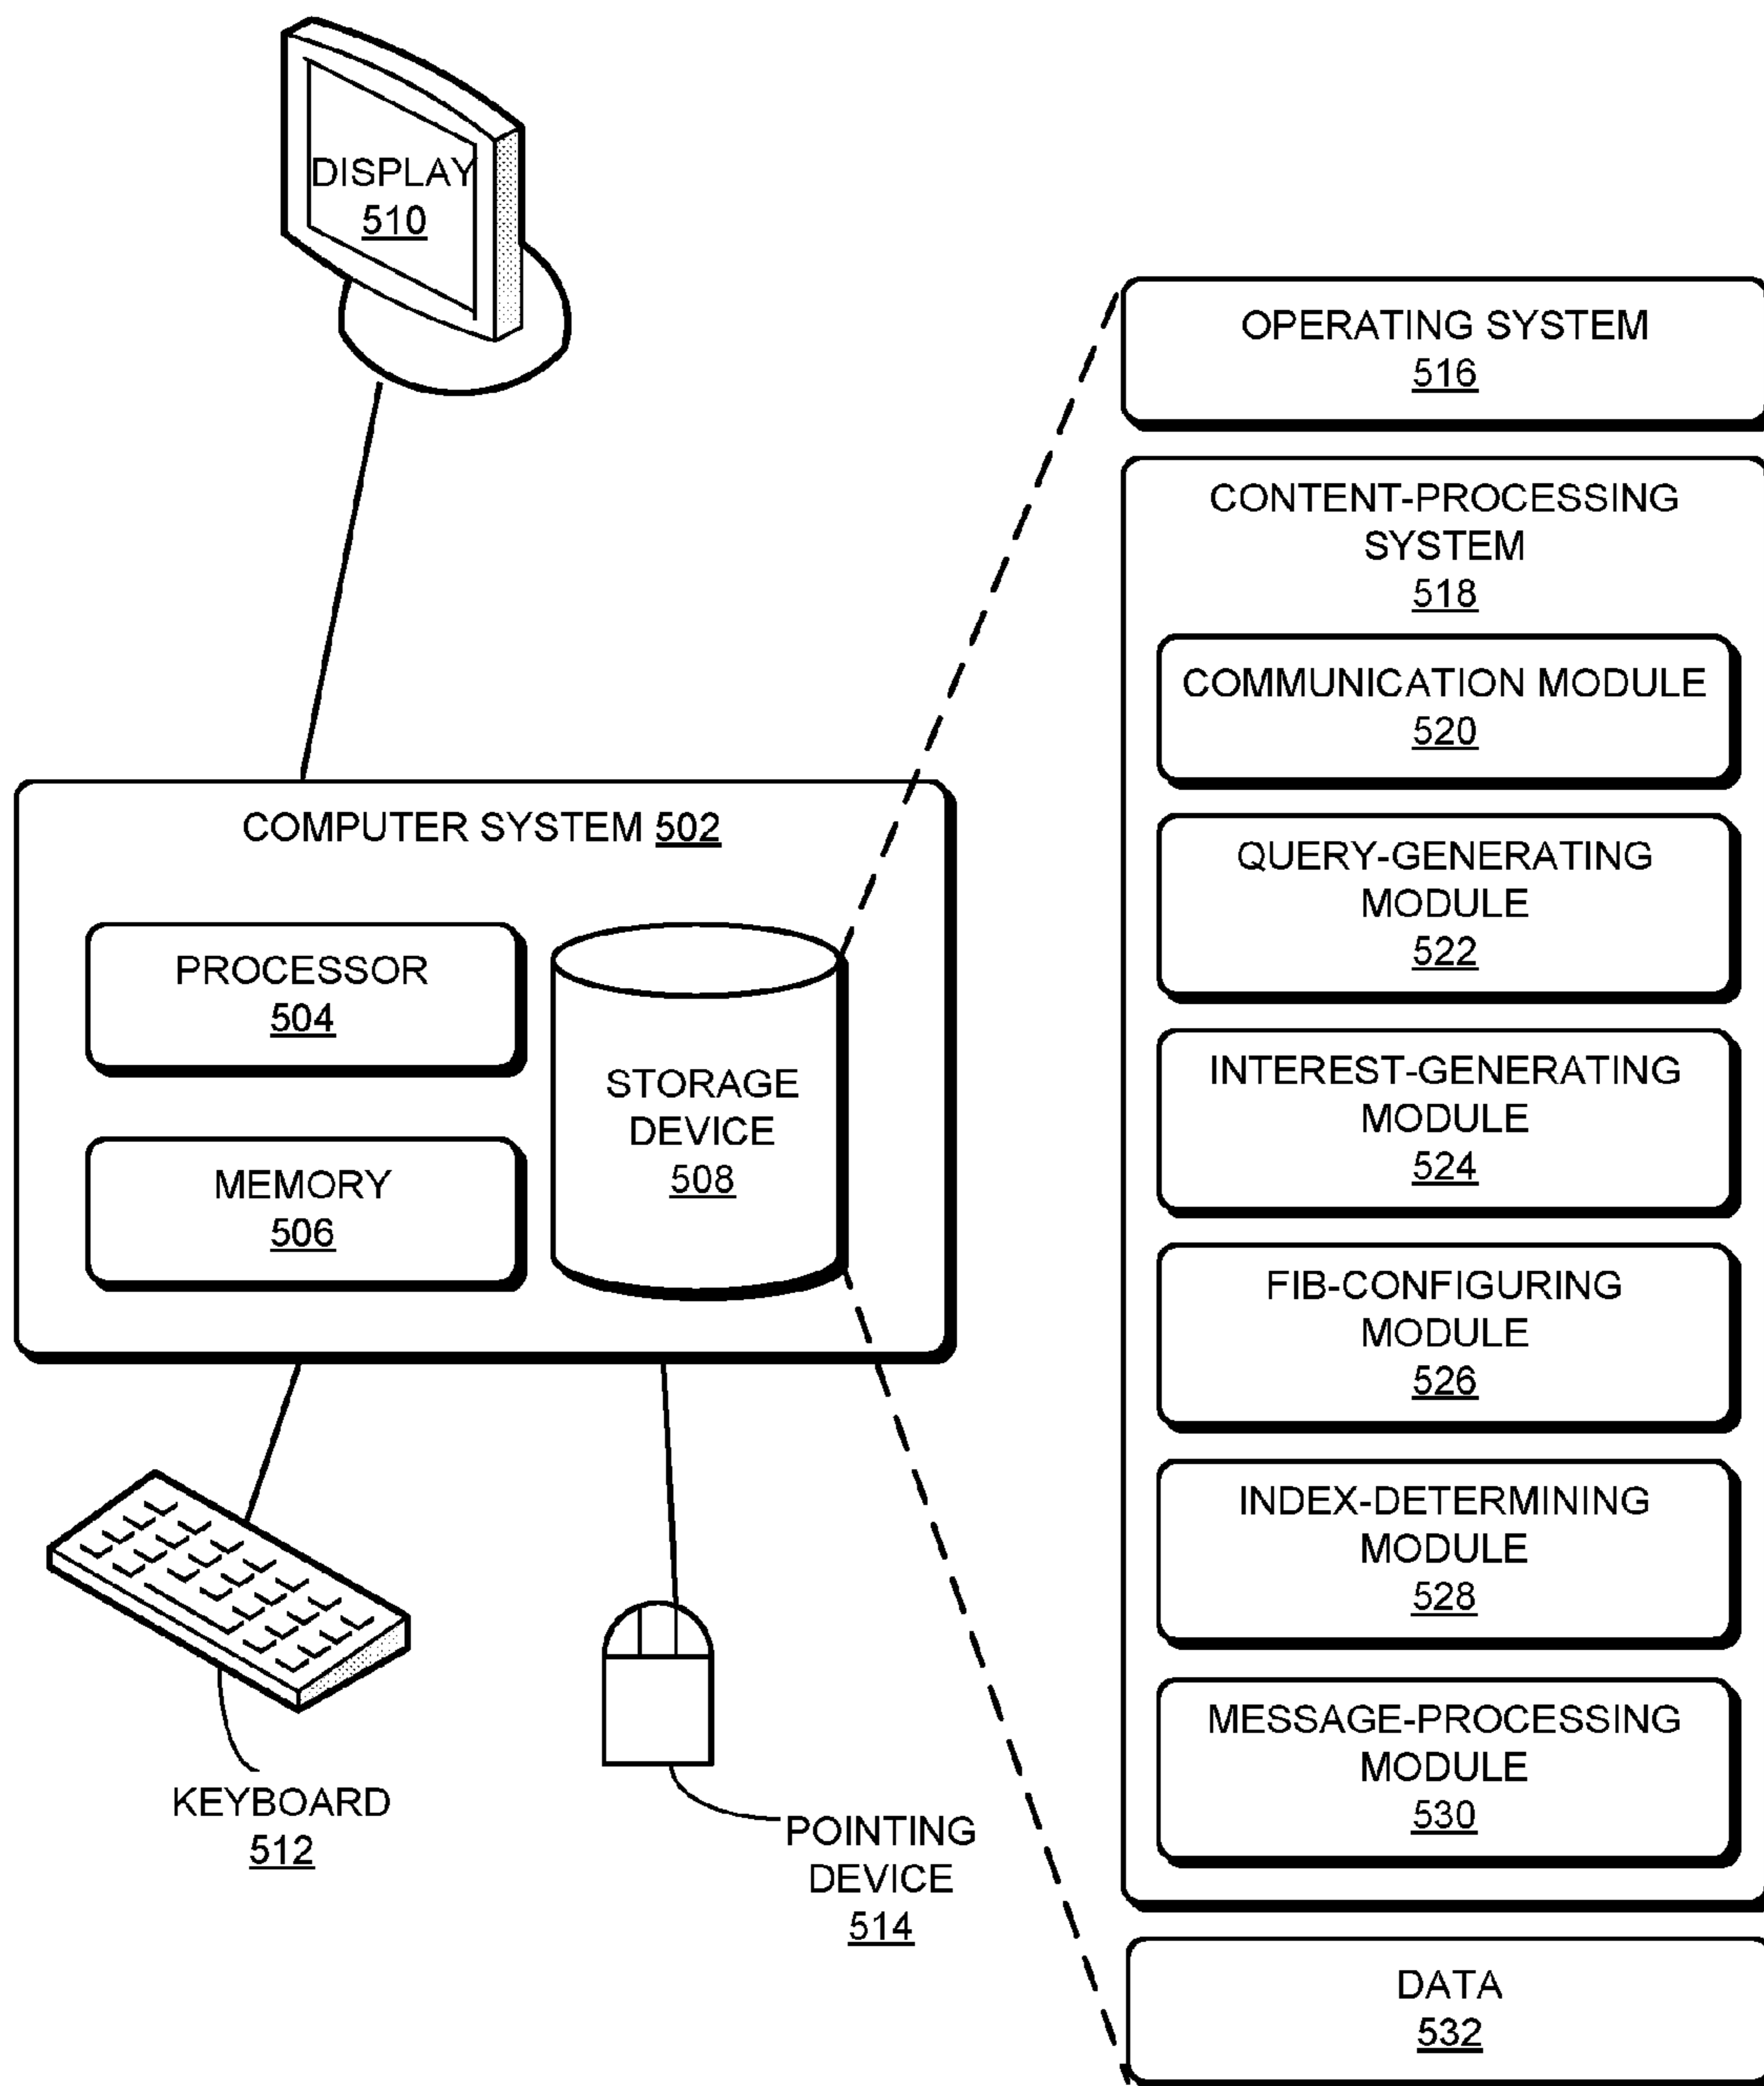 DISPLAY
510
COMPUTER SYSTEM 502
PROCESSOR
504
MEMORY
506
STORAGE
DEVICE
508
KEYBOARD
512
POINTING
DEVICE
514
OPERATING SYSTEM
516
CONTENT-PROCESSING
SYSTEM
518
COMMUNICATION MODULE
520
QUERY-GENERATING
MODULE
522
INTEREST-GENERATING
MODULE
524
FIB-CONFIGURING
MODULE
526
INDEX-DETERMINING
MODULE
528
MESSAGE-PROCESSING
MODULE
530
DATA
532